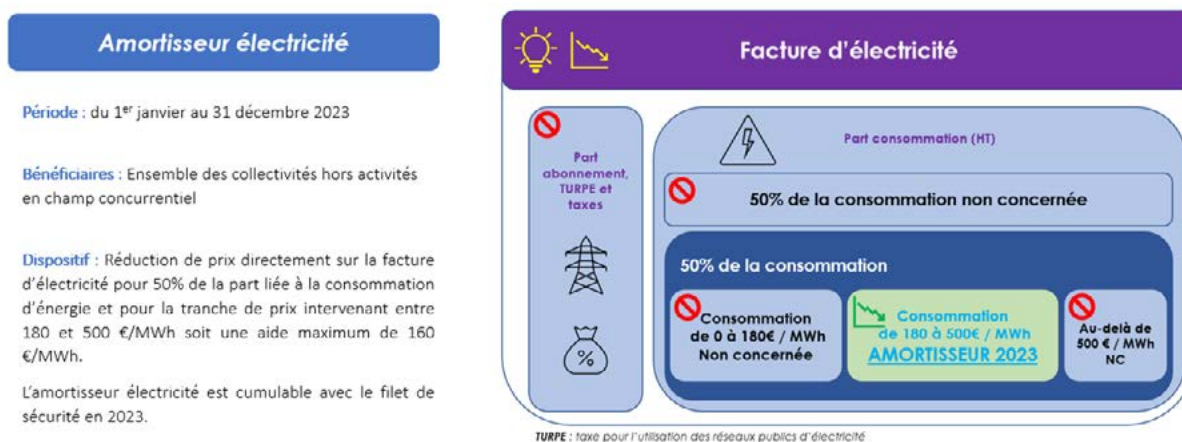 Amortisseur électricité
Période : du 1er janvier au 31 décembre 2023
Bénéficiaires : Ensemble des collectivités hors activités
en champ concurrentiel
Dispositif : Réduction de prix directement sur la facture
d'électricité pour 50% de la part liée à la consommation
d'énergie et pour la tranche de prix intervenant entre
180 et 500 €/MWh soit une aide maximum de 160
€/MWh.
L'amortisseur électricité est cumulable avec le filet de
sécurité en 2023.
Facture d'électricité
Part
abonnement,
TURPE et
taxes
%
Part consommation (HT)
50% de la consommation non concernée
50% de la consommation
Consommation
de 0 à 180€ / MWh
Non concernée
Consommation
de 180 à 500€ / MWh
AMORTISSEUR 2023
Au-delà de
500 € / MWh
NC
TURPE : taxe pour l'utilisation des réseaux publics d'électricité